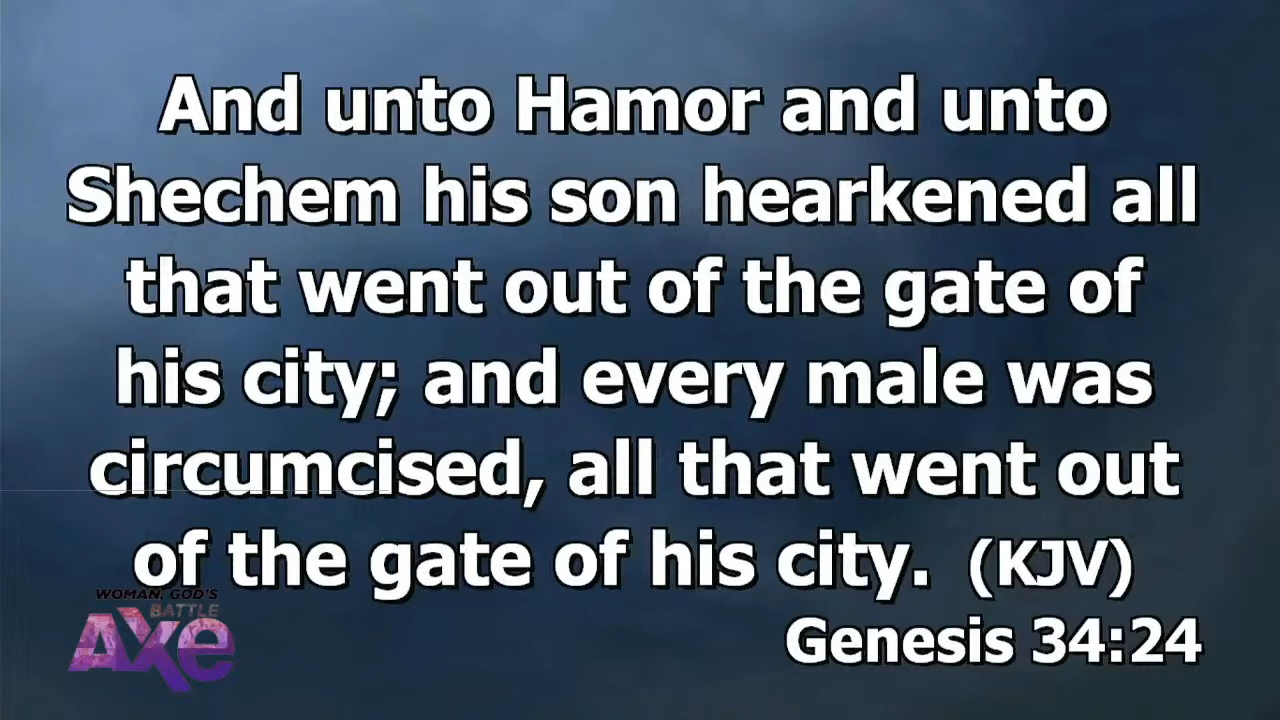 And unto Hamor and unto
Shechem his son hearkened all
that went out of the gate of
his city; and every male was
circumcised, all that went out
of the gate of his city. (KJV)
Genesis 34:24
WOMAN, GOD'S
BATTLE
AXe